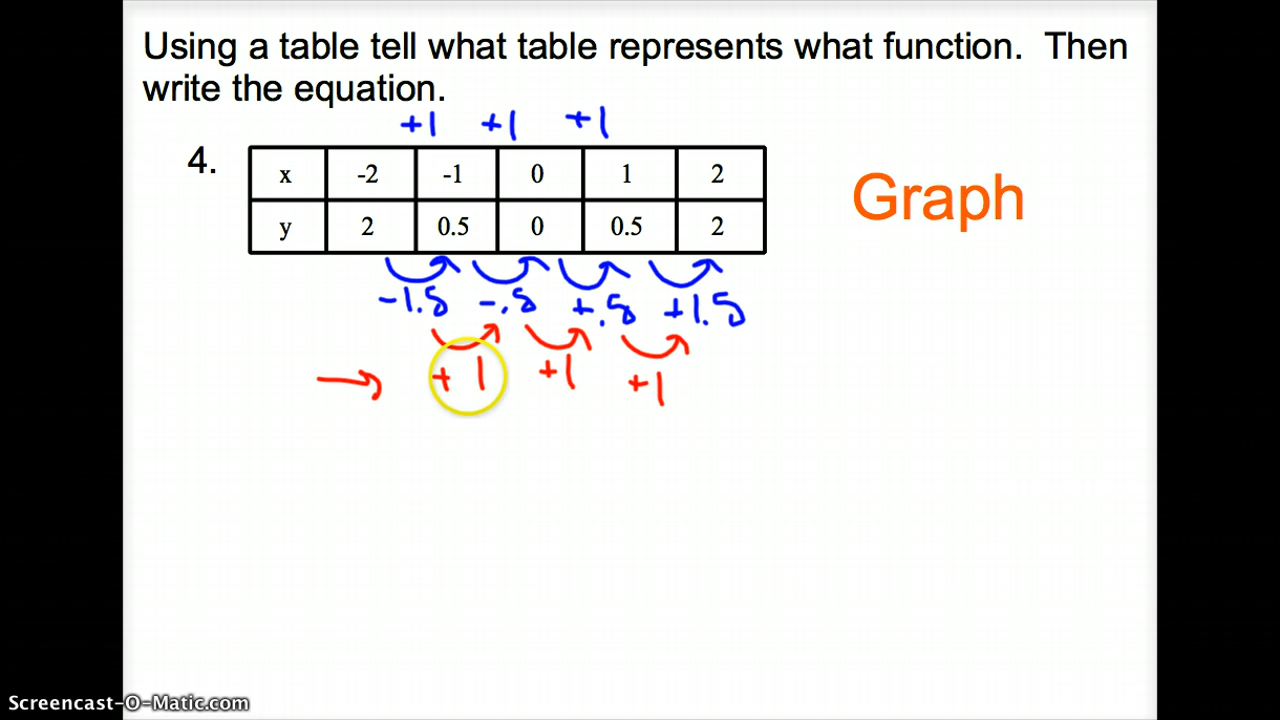 Using a table tell what table represents what function. Then
write the equation.
+1 +1 +1
4.
x -2 -1 0 1 2
y 2 0.5 0 0.5 2
Graph
-1.5 -.5 +.5 +1.5
+1 +1 +1
Screencast-O-Matic.com